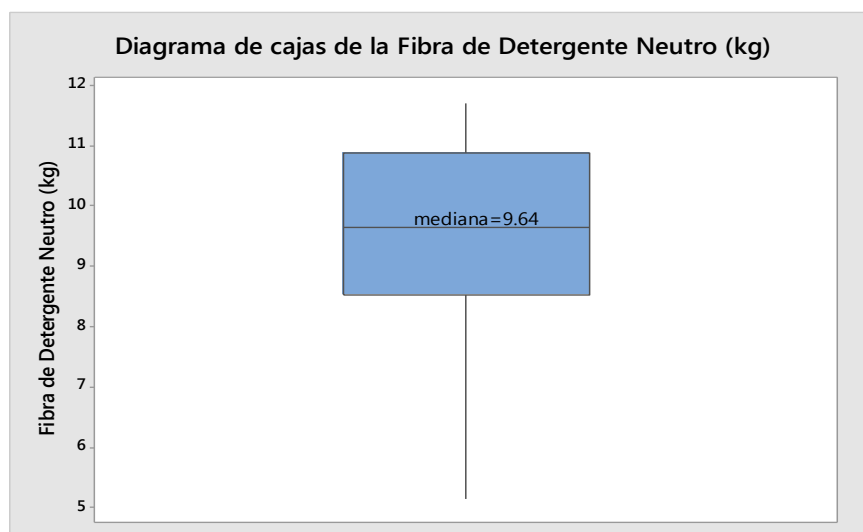 Diagrama de cajas de la Fibra de Detergente Neutro (kg)
Fibra de Detergente Neutro (kg)
12
11
10
9
8
7
6
5
mediana=9.64